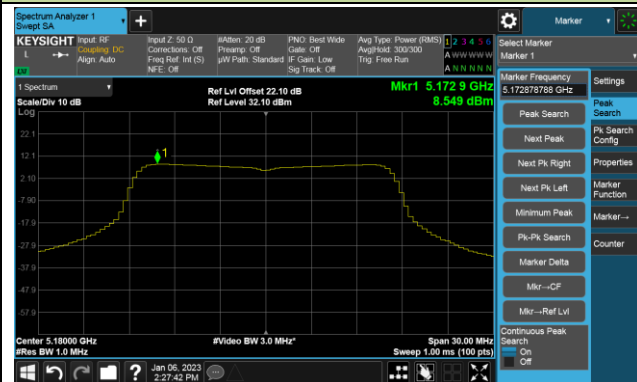 Spectrum Analyzer 1
Swept SA
+
Marker
KEYSIGHT
L
Input: RF
Coupling: DC
Align: Auto
Input Z: 50 Ω
Corrections: Off
Freq Ref: Int (S)
NFE: Off
#Atten: 20 dB
Preamp: Off
µW Path: Standard
PNO: Best Wide
Gate: Off
IF Gain: Low
Sig Track: Off
Avg Type: Power (RMS)
Avg|Hold: 300/300
Trig: Free Run
1 2 3 4 5 6
A W W W W W
A N N N N N
Select Marker
Marker 1
1 Spectrum
Scale/Div 10 dB
Log
Ref Lvl Offset 22.10 dB
Ref Level 32.10 dBm
Mkr1 5.172 9 GHz
8.549 dBm
22.1
12.1
2.10
-7.90
-17.9
-27.9
-37.9
-47.9
-57.9
1
Center 5.18000 GHz
#Res BW 1.0 MHz
#Video BW 3.0 MHz*
Span 30.00 MHz
Sweep 1.00 ms (100 pts)
Marker Frequency
5.172878788 GHz
Peak Search
Next Peak
Next Pk Right
Next Pk Left
Minimum Peak
Pk-Pk Search
Marker Delta
Mkr→CF
Mkr→Ref Lvl
Continuous Peak
Search
On
Off
Settings
Peak
Search
Pk Search
Config
Properties
Marker
Function
Marker→
Counter
?
Jan 06, 2023
2:27:42 PM